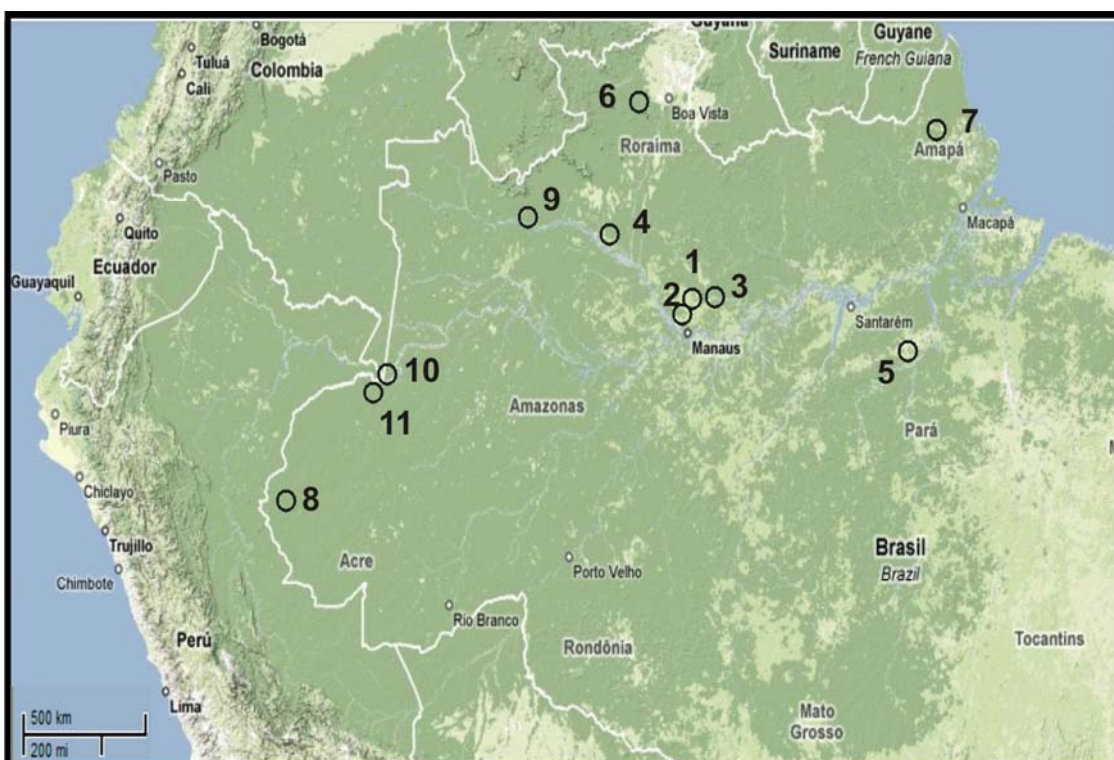 Bogotá
Guyana
Guyane
French Guiana
Suriname
Tuluá
Colombia
Cali
6
Boa Vista
7
Roraima
Amapá
Pasto
9
4
Macapá
Quito
Ecuador
1
3
2
Guayaquil
Santarém
Manaus
5
10
Amazonas
11
Piura
Pará
Chiclayo
8
Trujillo
Brasil
Brazil
Acre
Porto Velho
Chimbote
Rio Branco
Perú
Rondônia
Tocantins
Lima
Mato
Grosso
500 km
200 mi